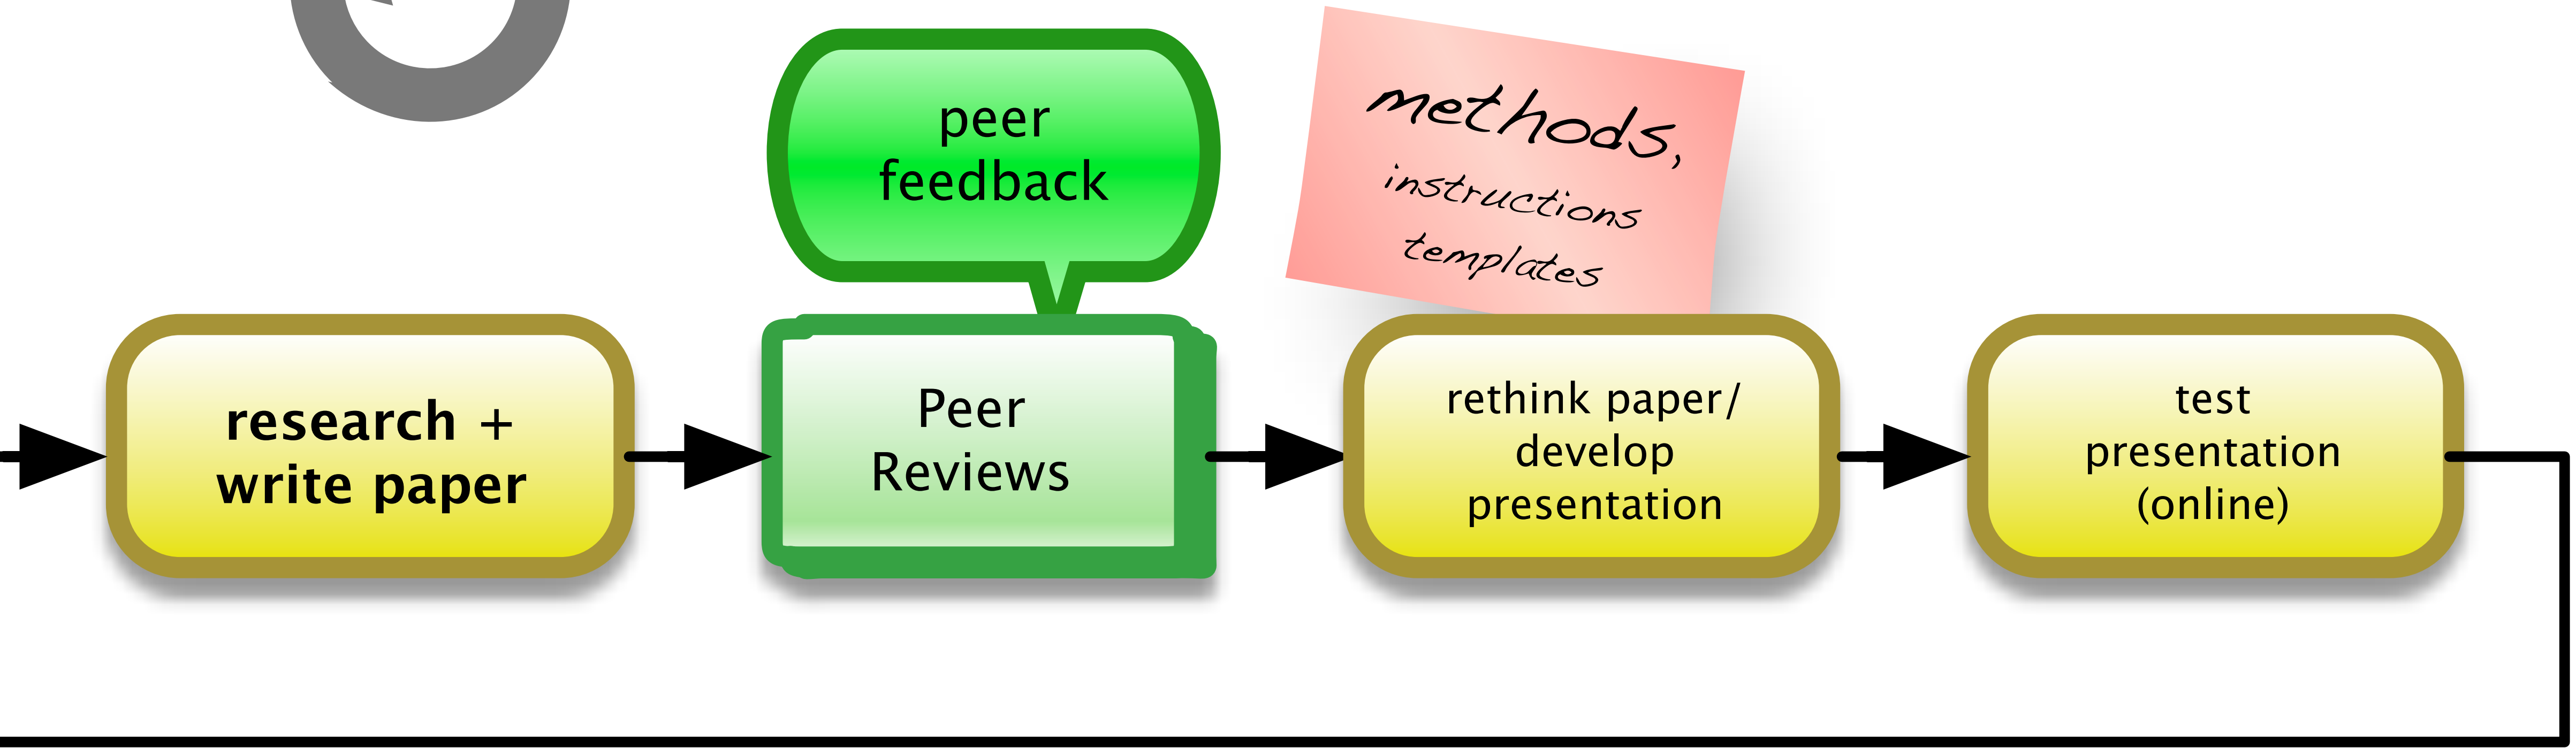 peer
feedback
methods,
instructions
templates
research +
write paper
Peer
Reviews
rethink paper/
develop
presentation
test
presentation
(online)